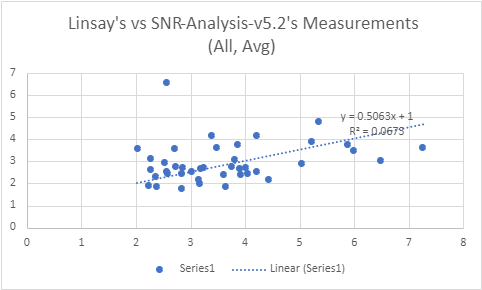 Linsay's vs SNR-Analysis-v5.2's Measurements
(All, Avg)
7
6
5
4
3
2
1
0
y = 0.5063x + 1
R² = 0.0673
0 1 2 3 4 5 6 7 8
Series1 Linear (Series1)